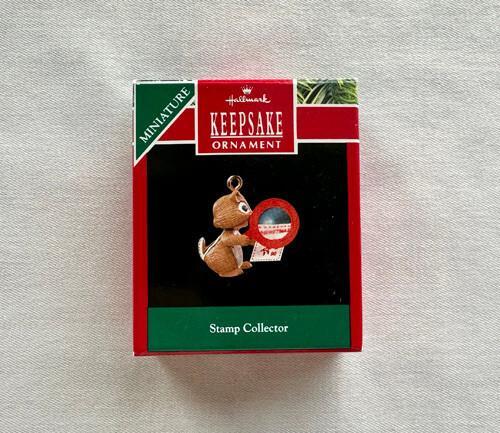 MINIATURE
Hallmark
KEEPSAKE
ORNAMENT
Stamp Collector